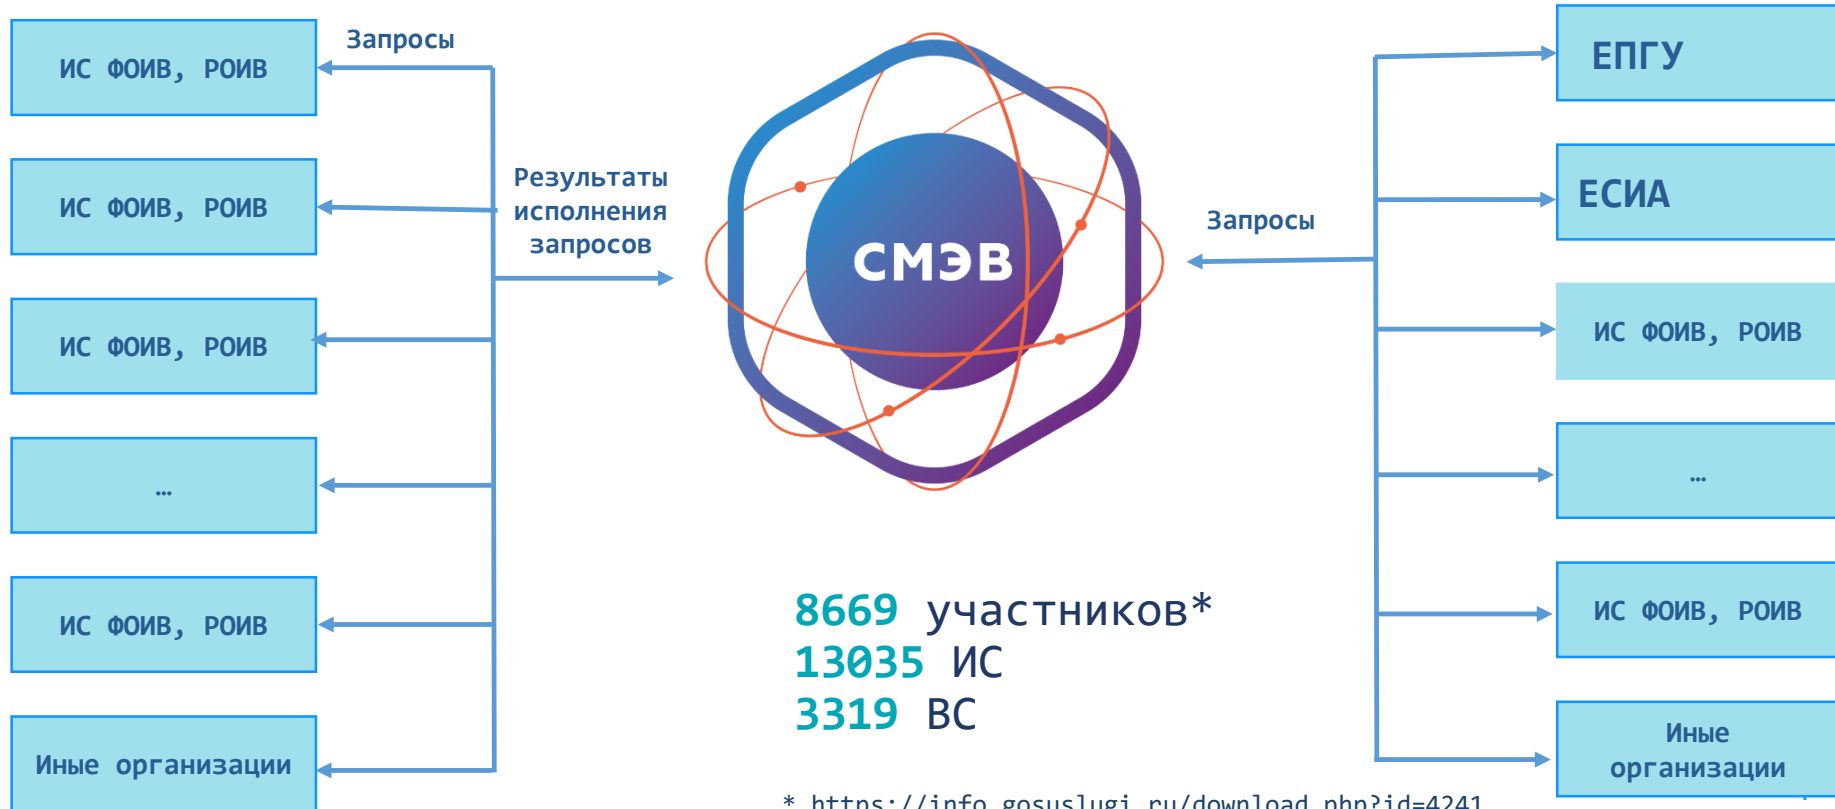 Запросы
ИС ФОИВ, РОИВ
ИС ФОИВ, РОИВ
ИС ФОИВ, РОИВ
…
ИС ФОИВ, РОИВ
Иные организации
Результаты
исполнения
запросов
СМЭВ
8669 участников*
13035 ИС
3319 ВС
* https://info.gosuslugi.ru/download.php?id=4241
Запросы
ЕПГУ
ЕСИА
ИС ФОИВ, РОИВ
…
ИС ФОИВ, РОИВ
Иные
организации